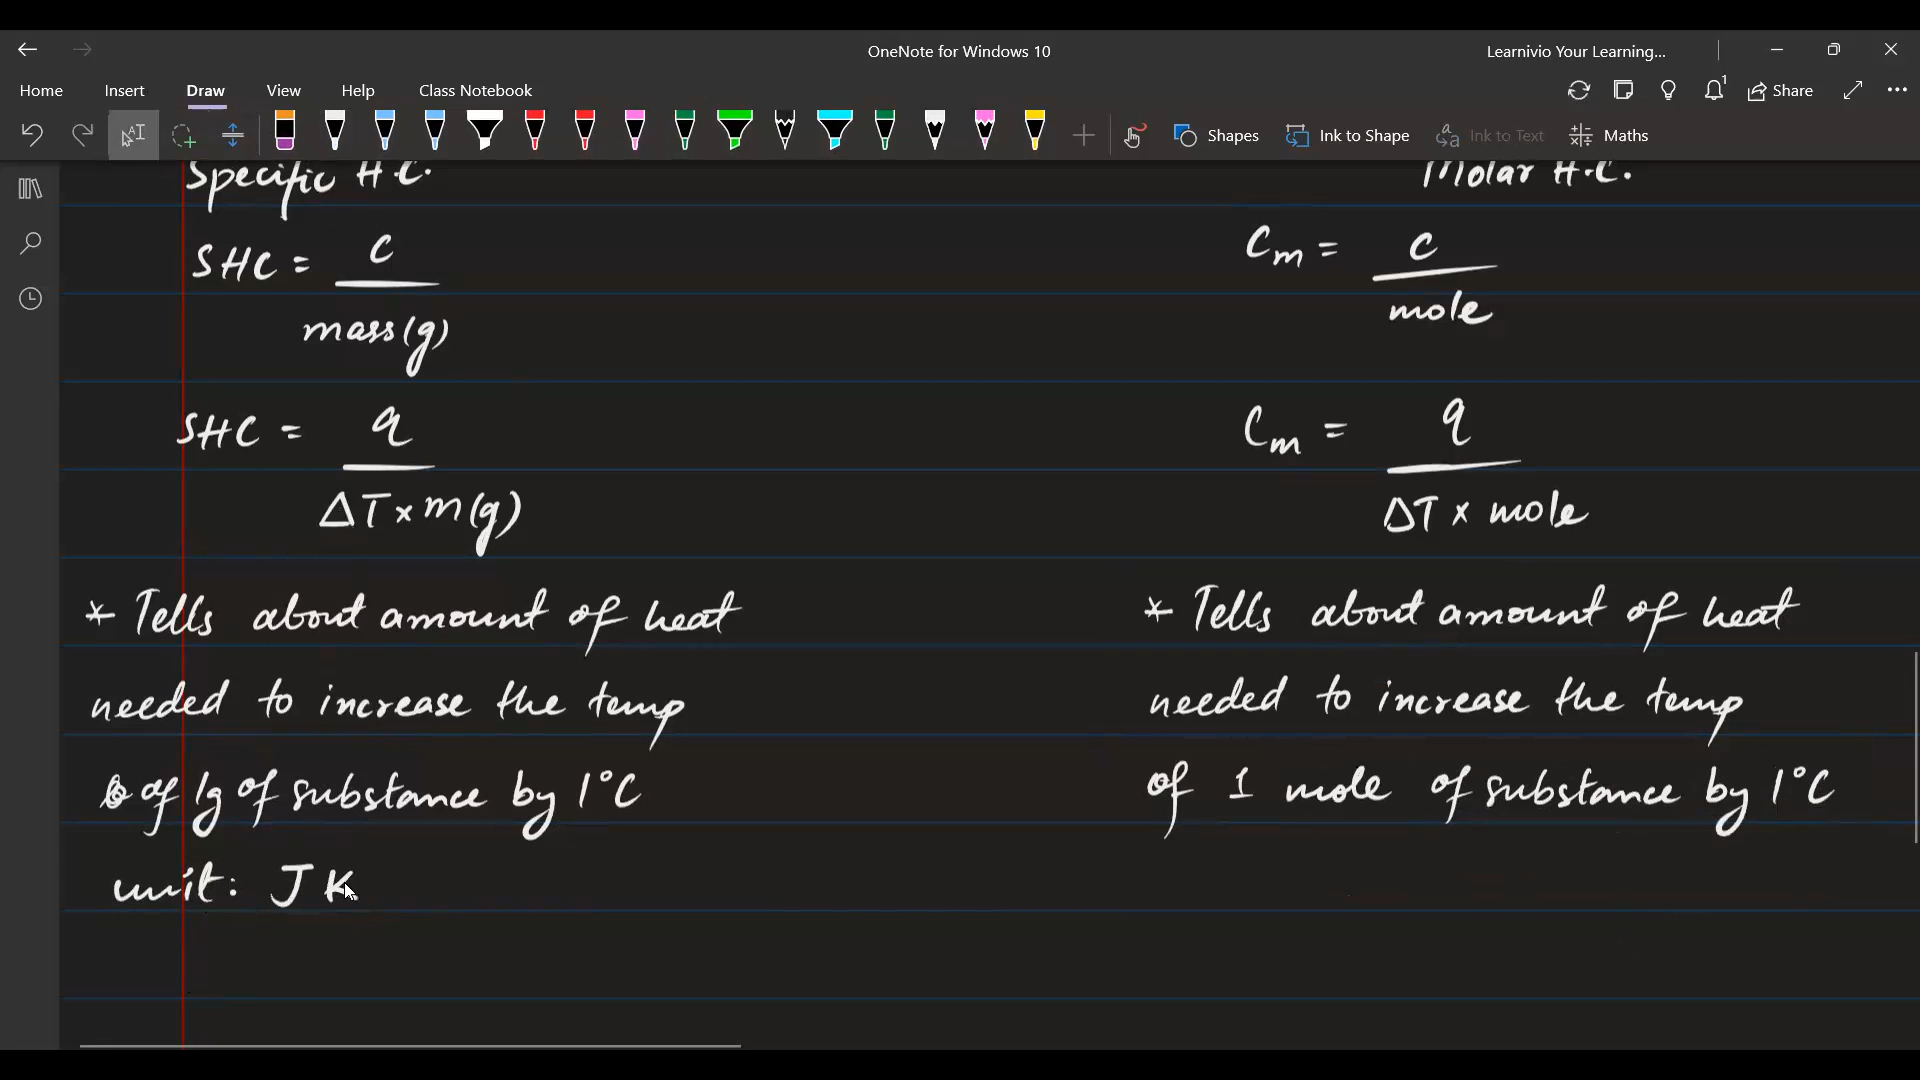 OneNote for Windows 10
Learnivio Your Learning...
Home Insert Draw View Help Class Notebook
1
Share
Shapes
Ink to Shape
Ink to Text
Maths
Specific H.C.
Molar H.C.
SHC = C
mass(g)
Cm = C
mole
SHC = q
ΔT × m(g)
Cm = q
ΔT × mole
* Tells about amount of heat
needed to increase the temp
of 1g of substance by 1°C
unit: J K
* Tells about amount of heat
needed to increase the temp
of 1 mole of substance by 1°C